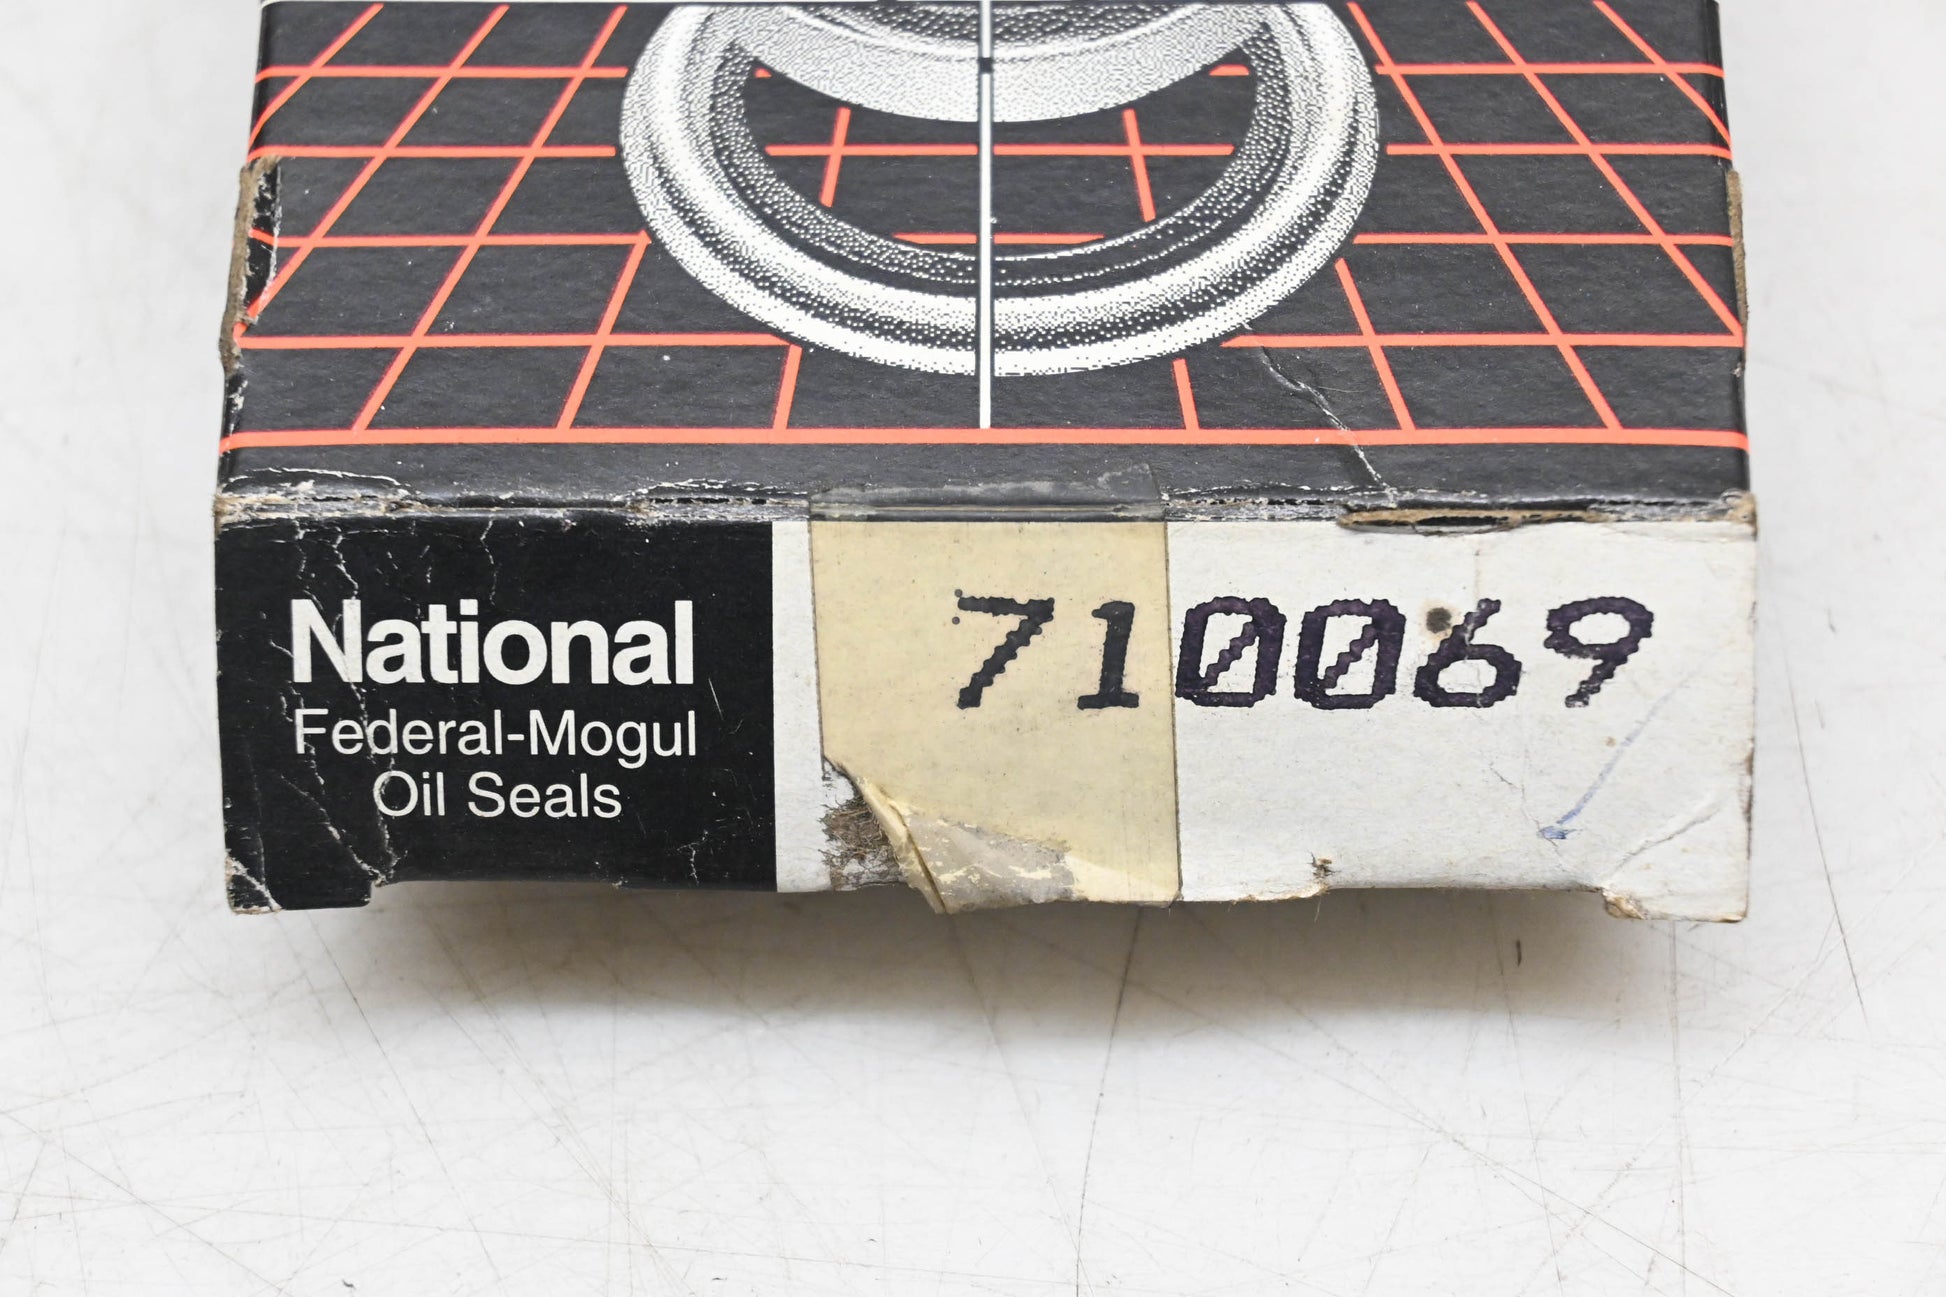 National
Federal-Mogul
Oil Seals
710069